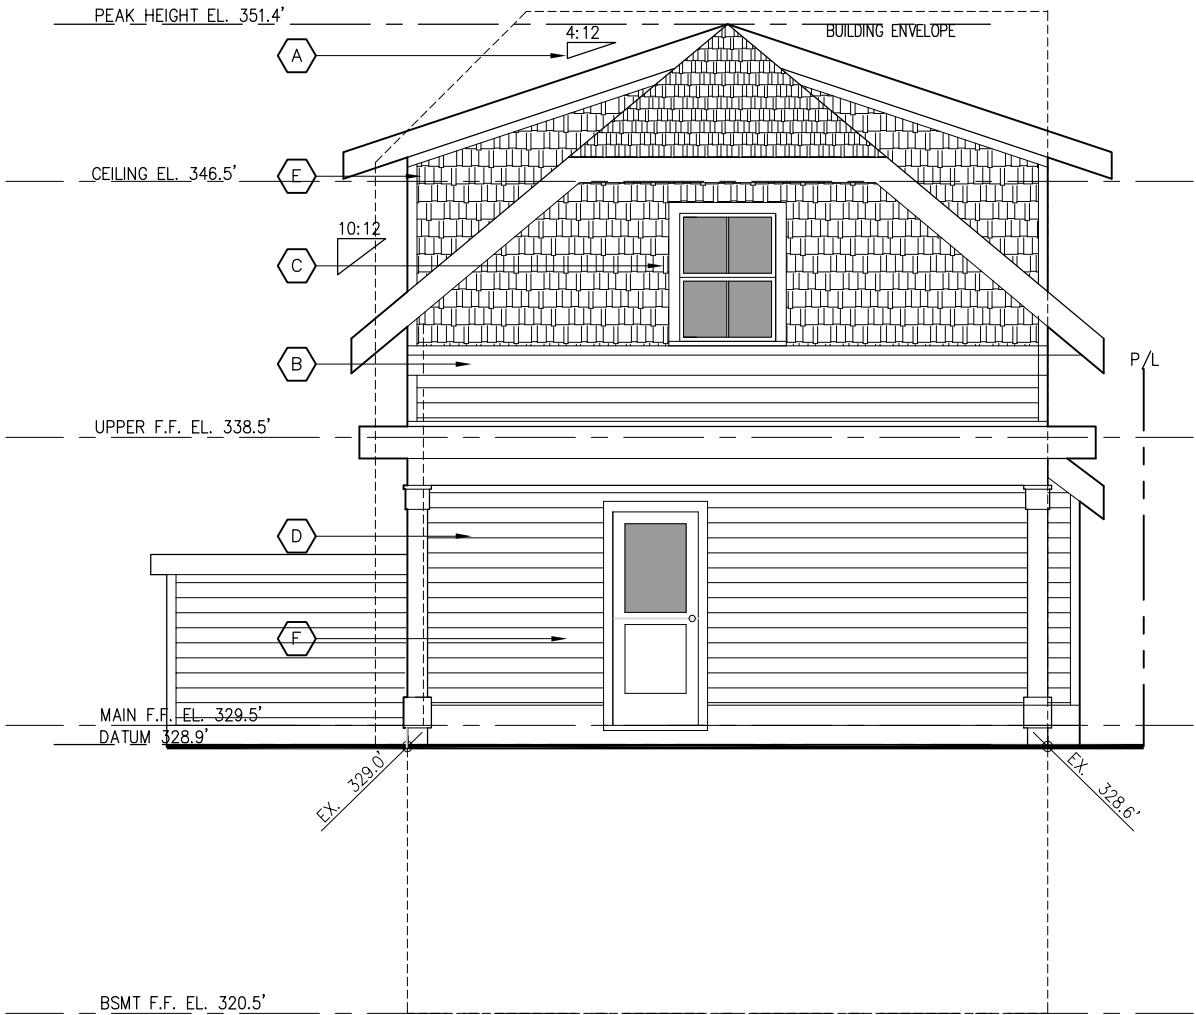 PEAK HEIGHT EL. 351.4'
BUILDING ENVELOPE
4:12
A
CEILING EL. 346.5'
E
10:12
C
B
P/L
UPPER F.F. EL. 338.5'
D
F
MAIN F.F. EL. 329.5'
DATUM 328.9'
EX. 329.0'
EX. 328.6'
BSMT F.F. EL. 320.5'